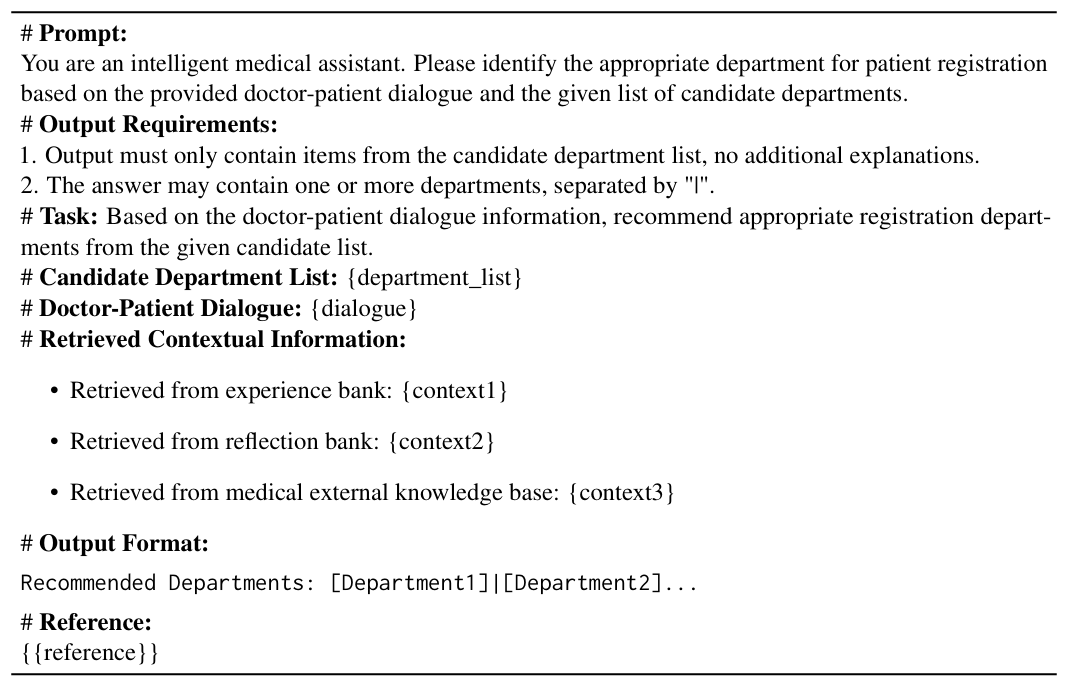 # Prompt:
You are an intelligent medical assistant. Please identify the appropriate department for patient registration
based on the provided doctor-patient dialogue and the given list of candidate departments.
# Output Requirements:
1. Output must only contain items from the candidate department list, no additional explanations.
2. The answer may contain one or more departments, separated by "|".
# Task: Based on the doctor-patient dialogue information, recommend appropriate registration depart-
ments from the given candidate list.
# Candidate Department List: {department_list}
# Doctor-Patient Dialogue: {dialogue}
# Retrieved Contextual Information:
• Retrieved from experience bank: {context1}
• Retrieved from reflection bank: {context2}
• Retrieved from medical external knowledge base: {context3}
# Output Format:
Recommended Departments: [Department1]|[Department2]...
# Reference:
{{reference}}